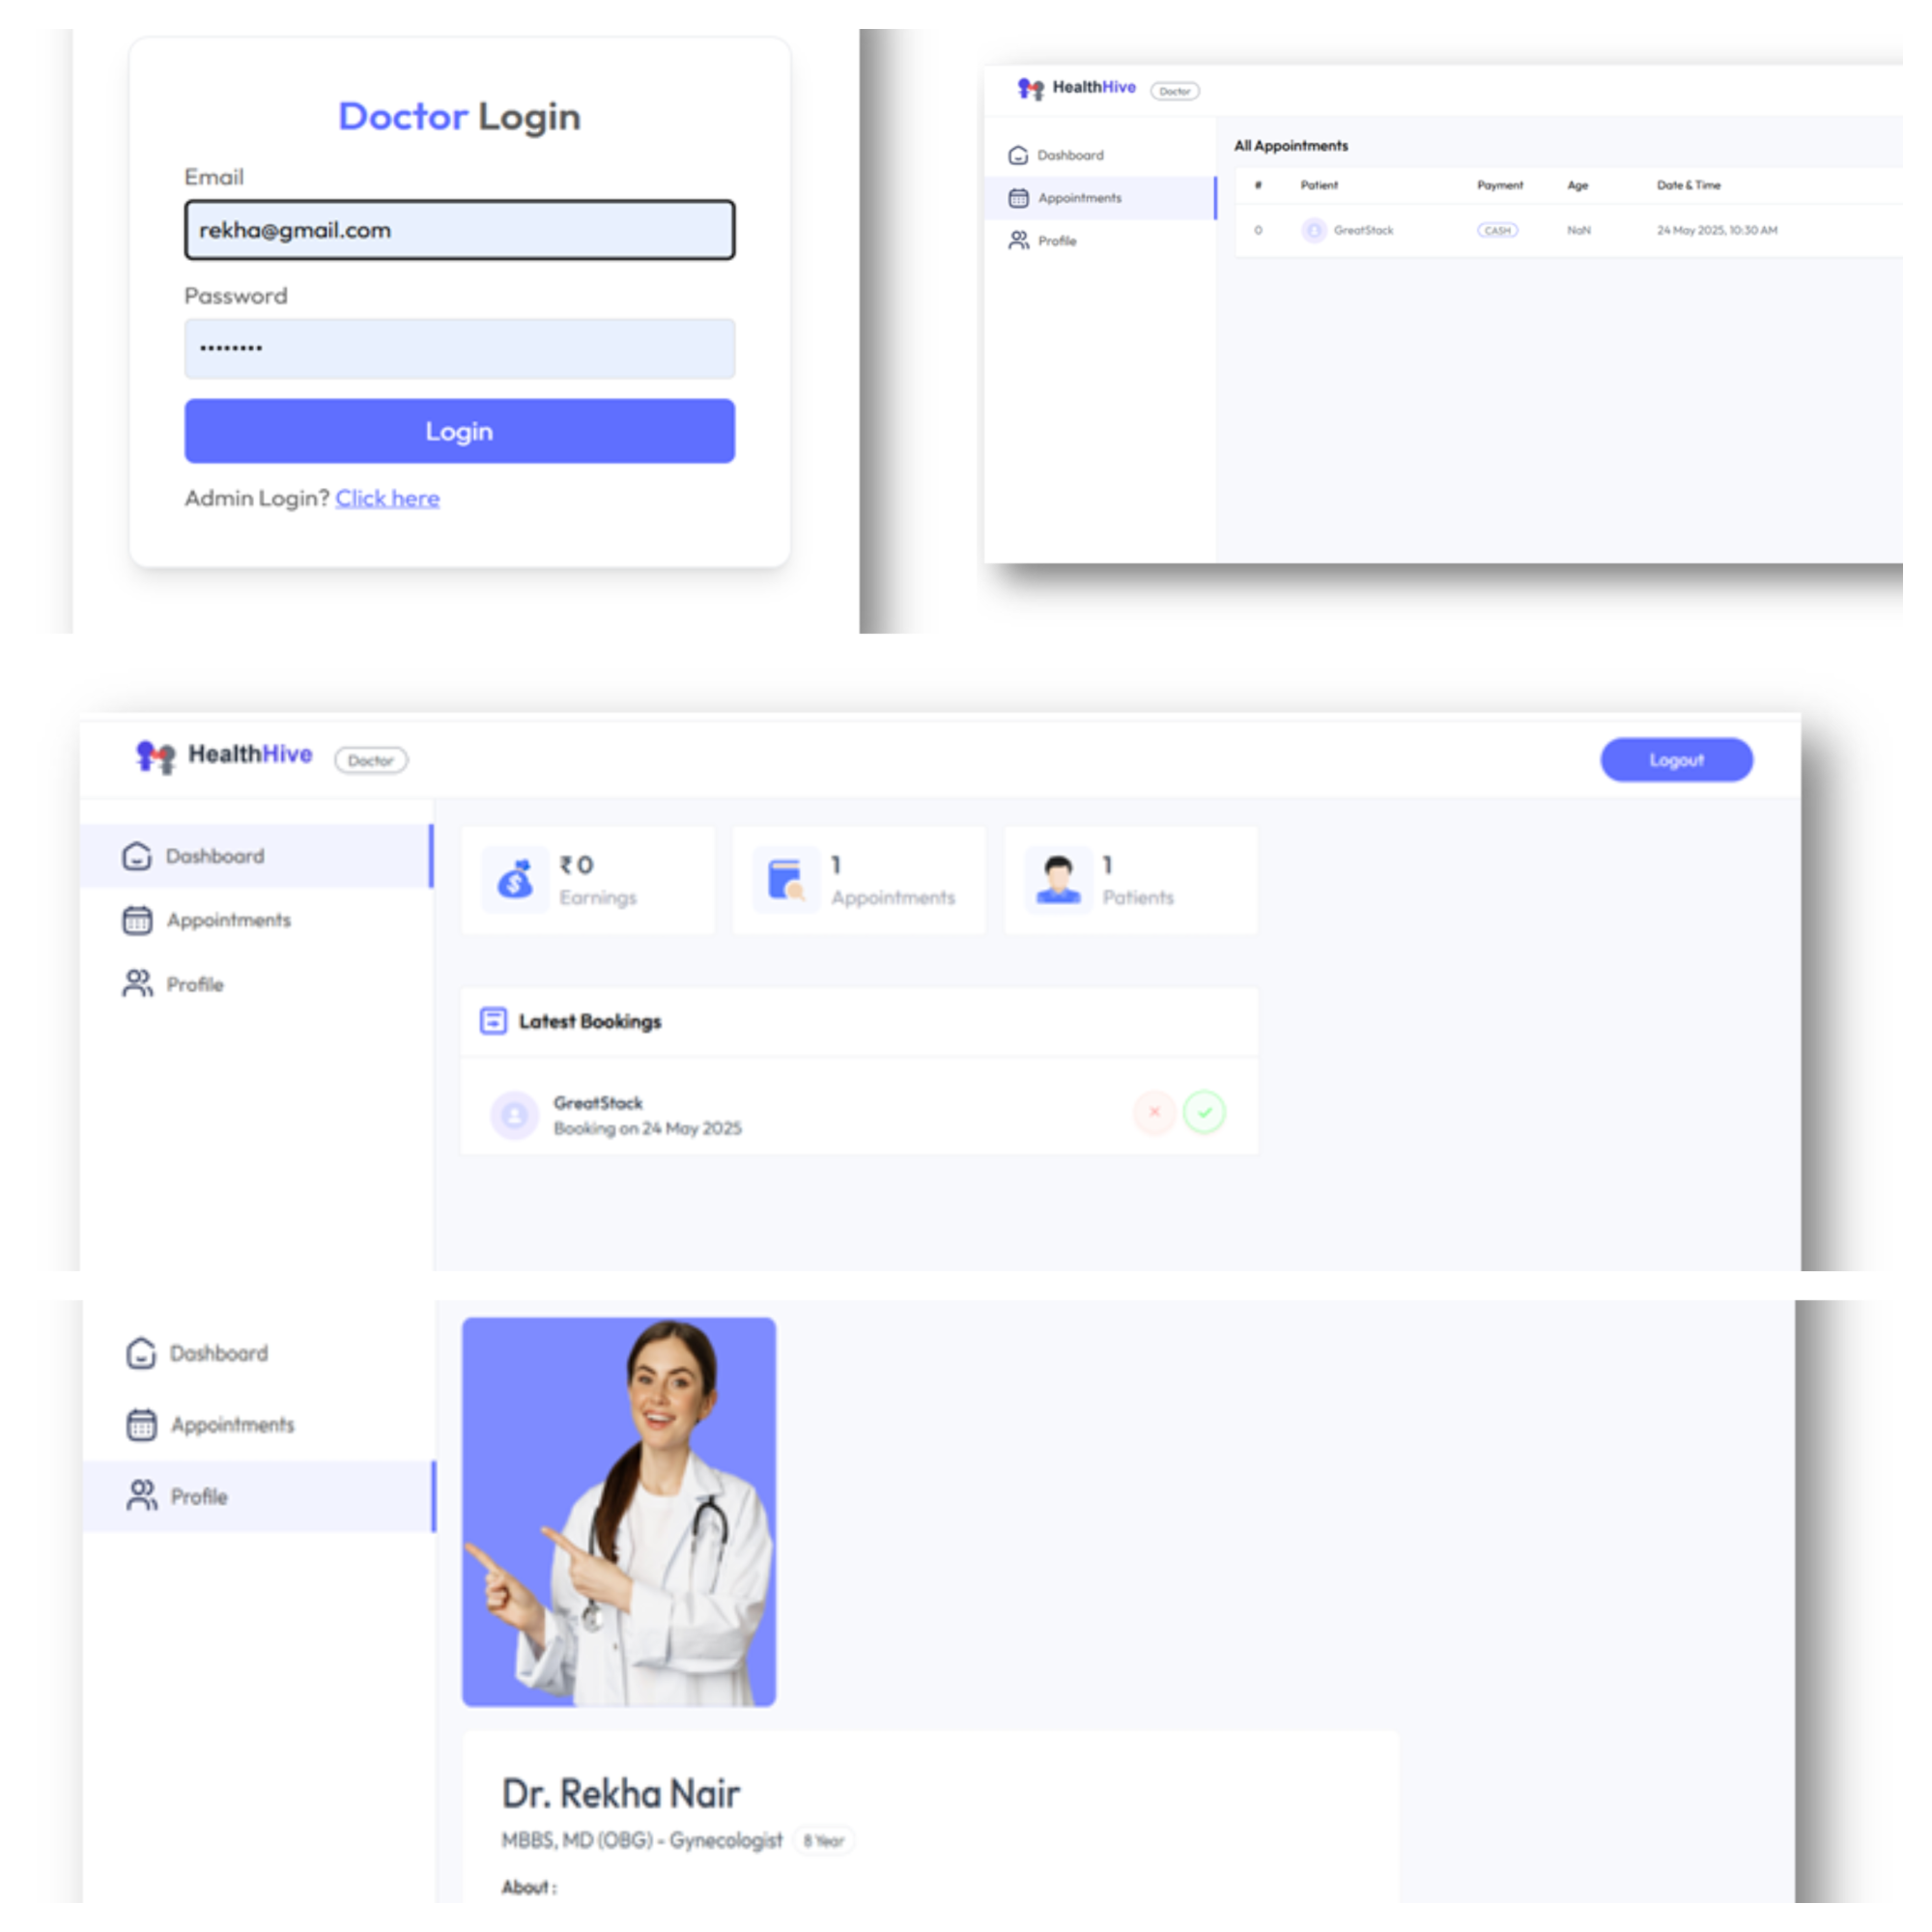 Doctor Login
Email
rekha@gmail.com
Password
••••••••
Login
Admin Login? Click here
HealthHive Doctor
Dashboard
Appointments
Profile
All Appointments
# Patient Payment Age Date & Time
0 GreatStack CASH NaN 24 May 2025, 10:30 AM
HealthHive Doctor Logout
Dashboard
Appointments
Profile
₹ 0
Earnings
1
Appointments
1
Patients
Latest Bookings
GreatStack
Booking on 24 May 2025
Dashboard
Appointments
Profile
Dr. Rekha Nair
MBBS, MD (OBG) - Gynecologist 8 Year
About :